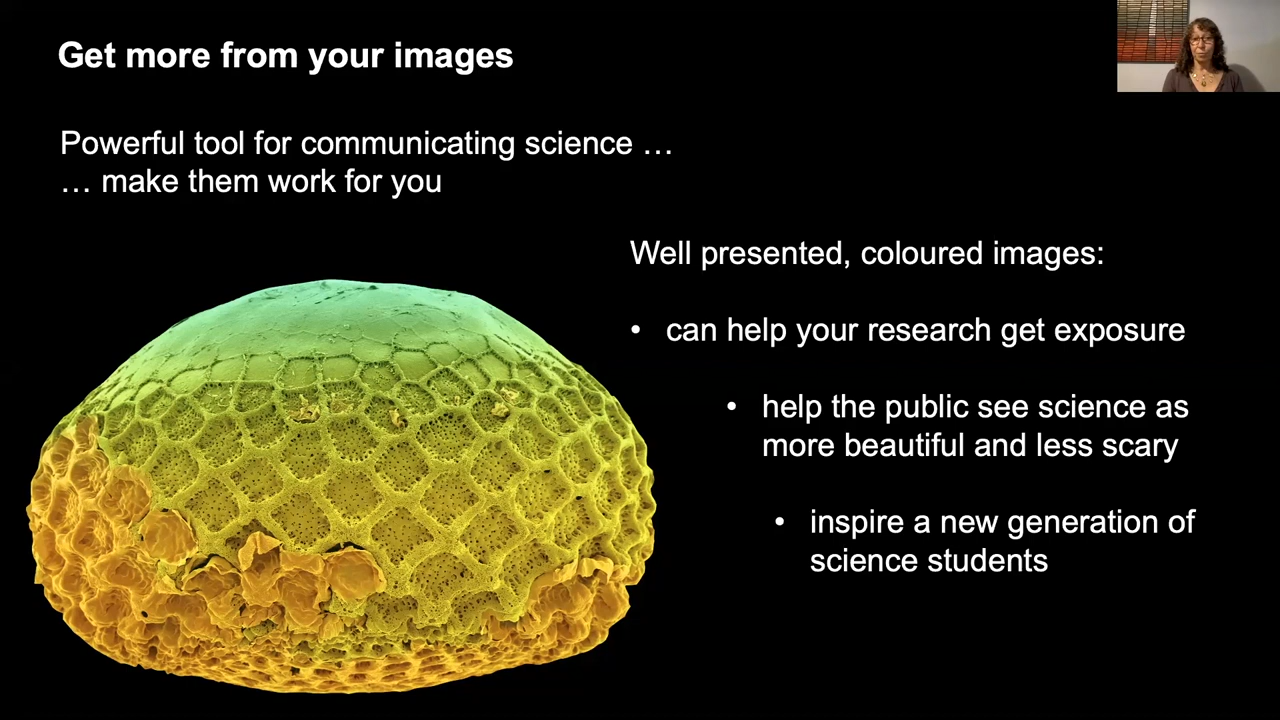 Get more from your images
Powerful tool for communicating science …
… make them work for you
Well presented, coloured images:
• can help your research get exposure
• help the public see science as
more beautiful and less scary
• inspire a new generation of
science students